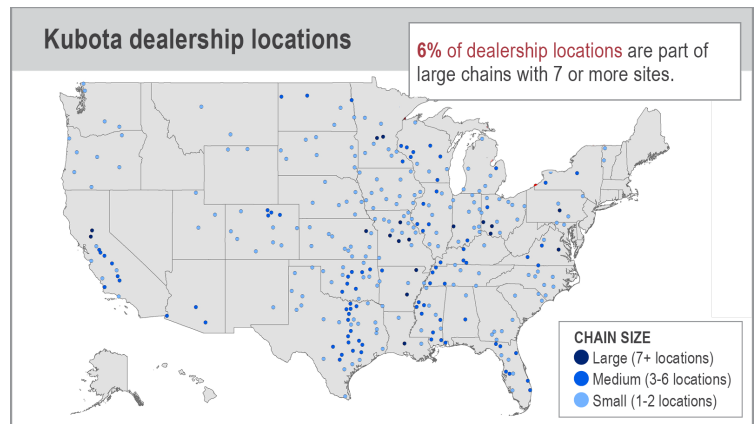 Kubota dealership locations
6% of dealership locations are part of
large chains with 7 or more sites.
CHAIN SIZE
Large (7+ locations)
Medium (3-6 locations)
Small (1-2 locations)